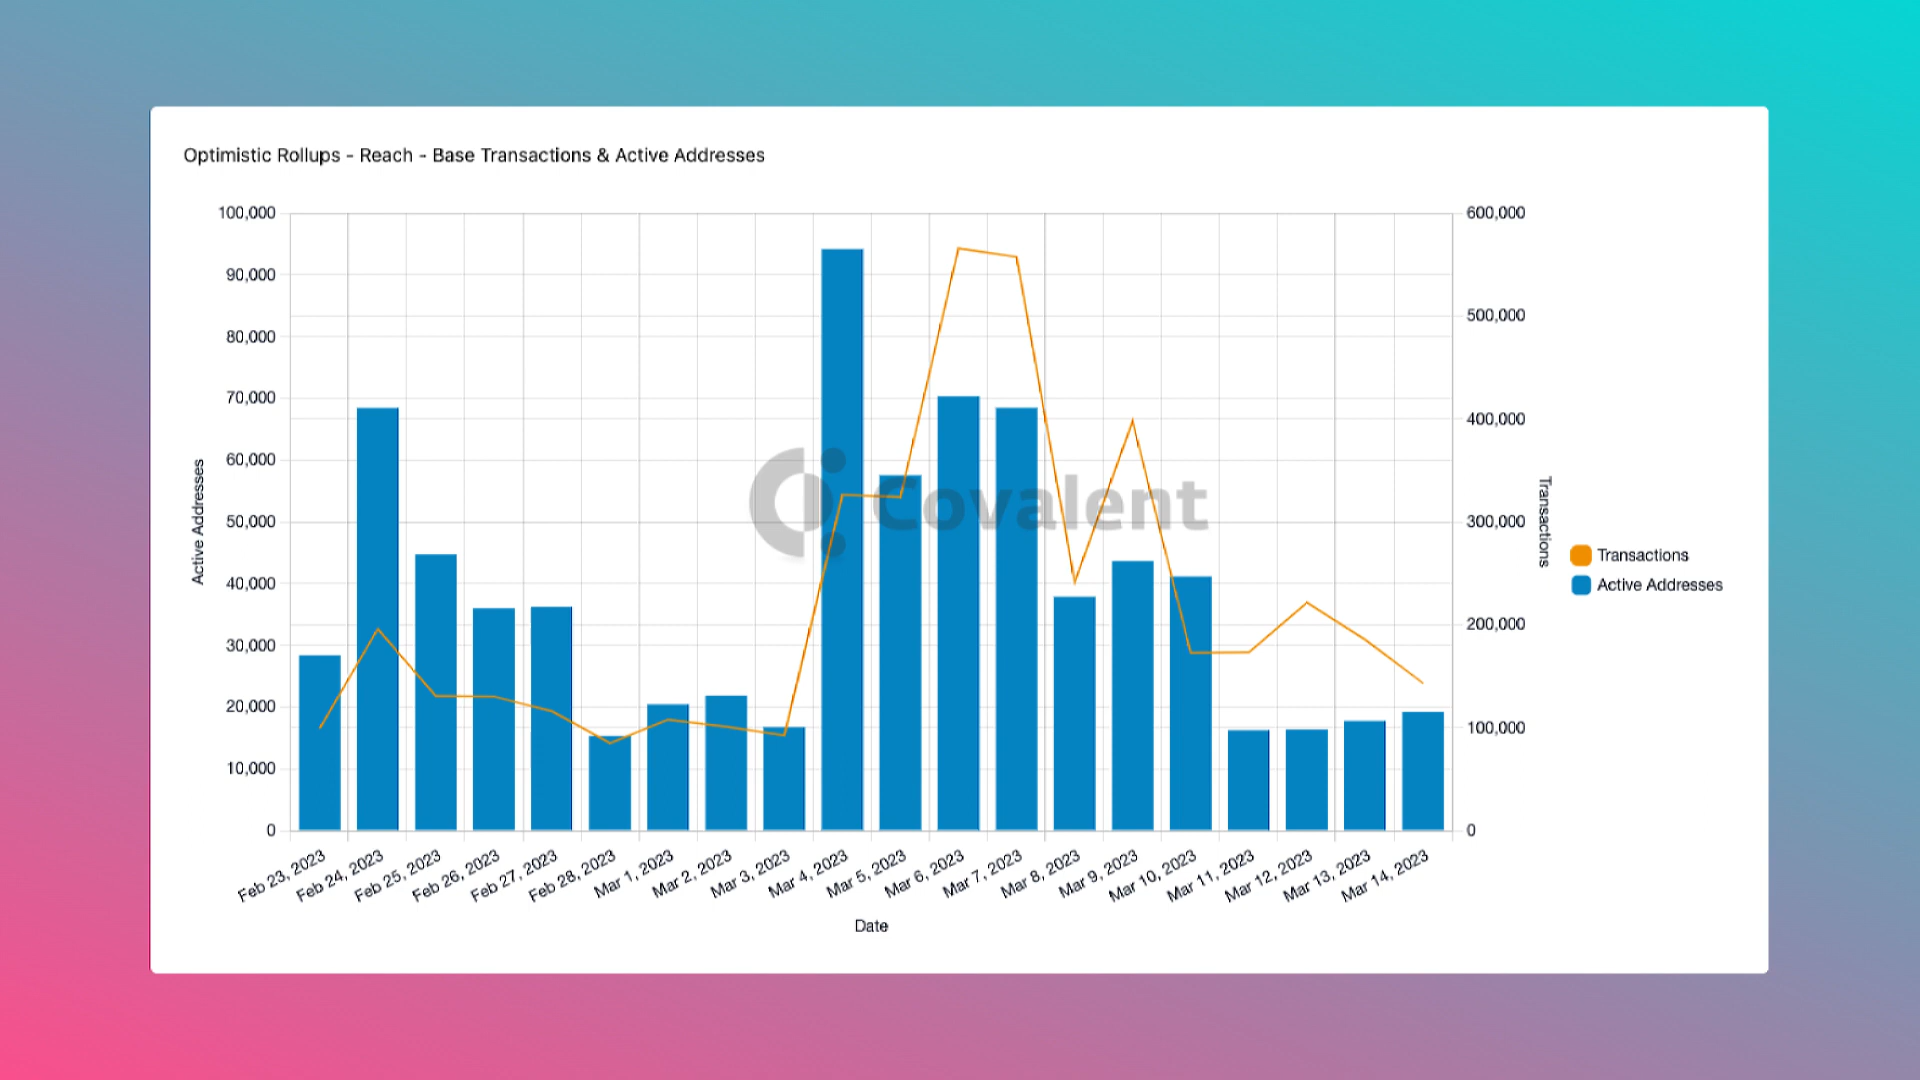 Optimistic Rollups - Reach - Base Transactions & Active Addresses
100,000
90,000
80,000
70,000
60,000
50,000
40,000
30,000
20,000
10,000
0
Active Addresses
600,000
500,000
400,000
300,000
200,000
100,000
0
Transactions
Covalent
Transactions
Active Addresses
Feb 23, 2023
Feb 24, 2023
Feb 25, 2023
Feb 26, 2023
Feb 27, 2023
Feb 28, 2023
Mar 1, 2023
Mar 2, 2023
Mar 3, 2023
Mar 4, 2023
Mar 5, 2023
Mar 6, 2023
Mar 7, 2023
Mar 8, 2023
Mar 9, 2023
Mar 10, 2023
Mar 11, 2023
Mar 12, 2023
Mar 13, 2023
Mar 14, 2023
Date